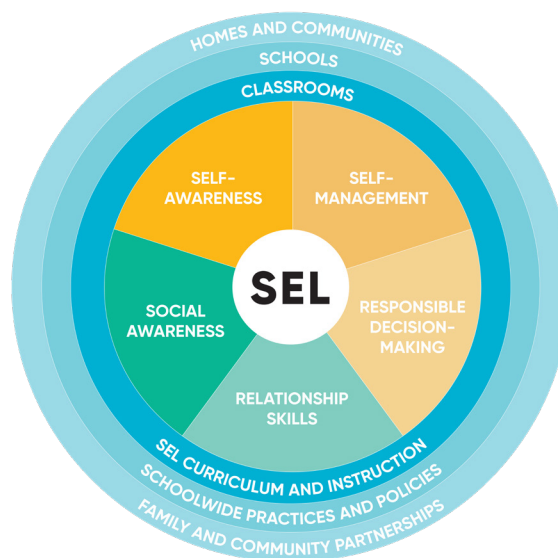 HOMES AND COMMUNITIES
SCHOOLS
CLASSROOMS
SELF-
AWARENESS
SELF-
MANAGEMENT
SEL
SOCIAL
AWARENESS
RESPONSIBLE
DECISION-
MAKING
RELATIONSHIP
SKILLS
SEL CURRICULUM AND INSTRUCTION
SCHOOLWIDE PRACTICES AND POLICIES
FAMILY AND COMMUNITY PARTNERSHIPS